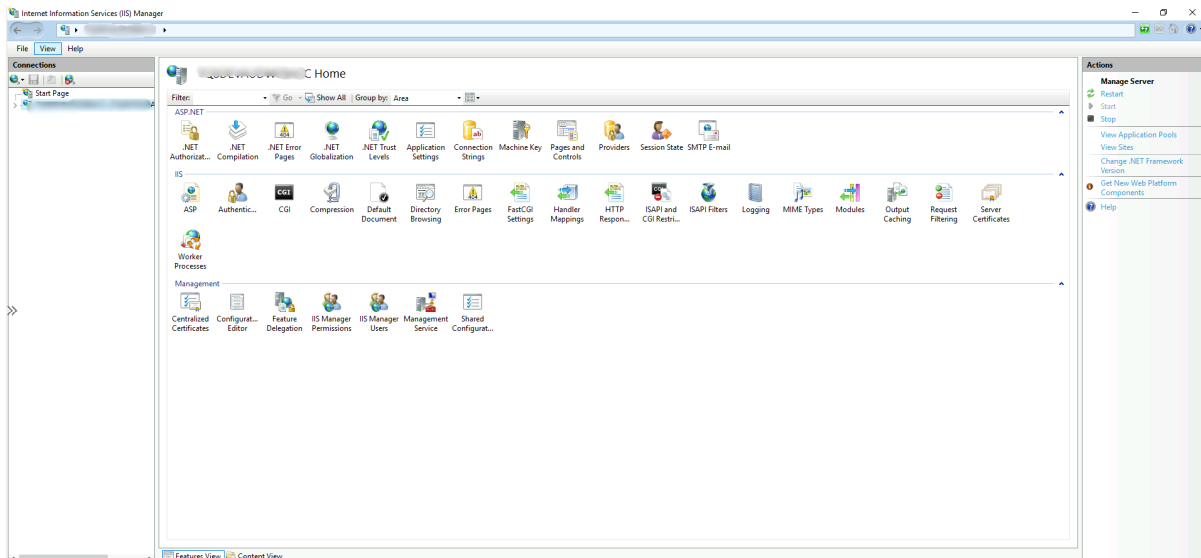 Internet Information Services (IIS) Manager
File View Help
Connections
Start Page
C Home
Filter: Go Show All Group by: Area
ASP.NET
.NET Authorizat...
.NET Compilation
.NET Error Pages
.NET Globalization
.NET Trust Levels
Application Settings
Connection Strings
Machine Key
Pages and Controls
Providers
Session State
SMTP E-mail
IIS
ASP
Authentic...
CGI
Compression
Default Document
Directory Browsing
Error Pages
FastCGI Settings
Handler Mappings
HTTP Respon...
ISAPI and CGI Restri...
ISAPI Filters
Logging
MIME Types
Modules
Output Caching
Request Filtering
Server Certificates
Worker Processes
Management
Centralized Certificates
Configurat... Editor
Feature Delegation
IIS Manager Permissions
IIS Manager Users
Management Service
Shared Configurat...
Features View Content View
Actions
Manage Server
Restart
Start
Stop
View Application Pools
View Sites
Change .NET Framework
Version
Get New Web Platform
Components
Help